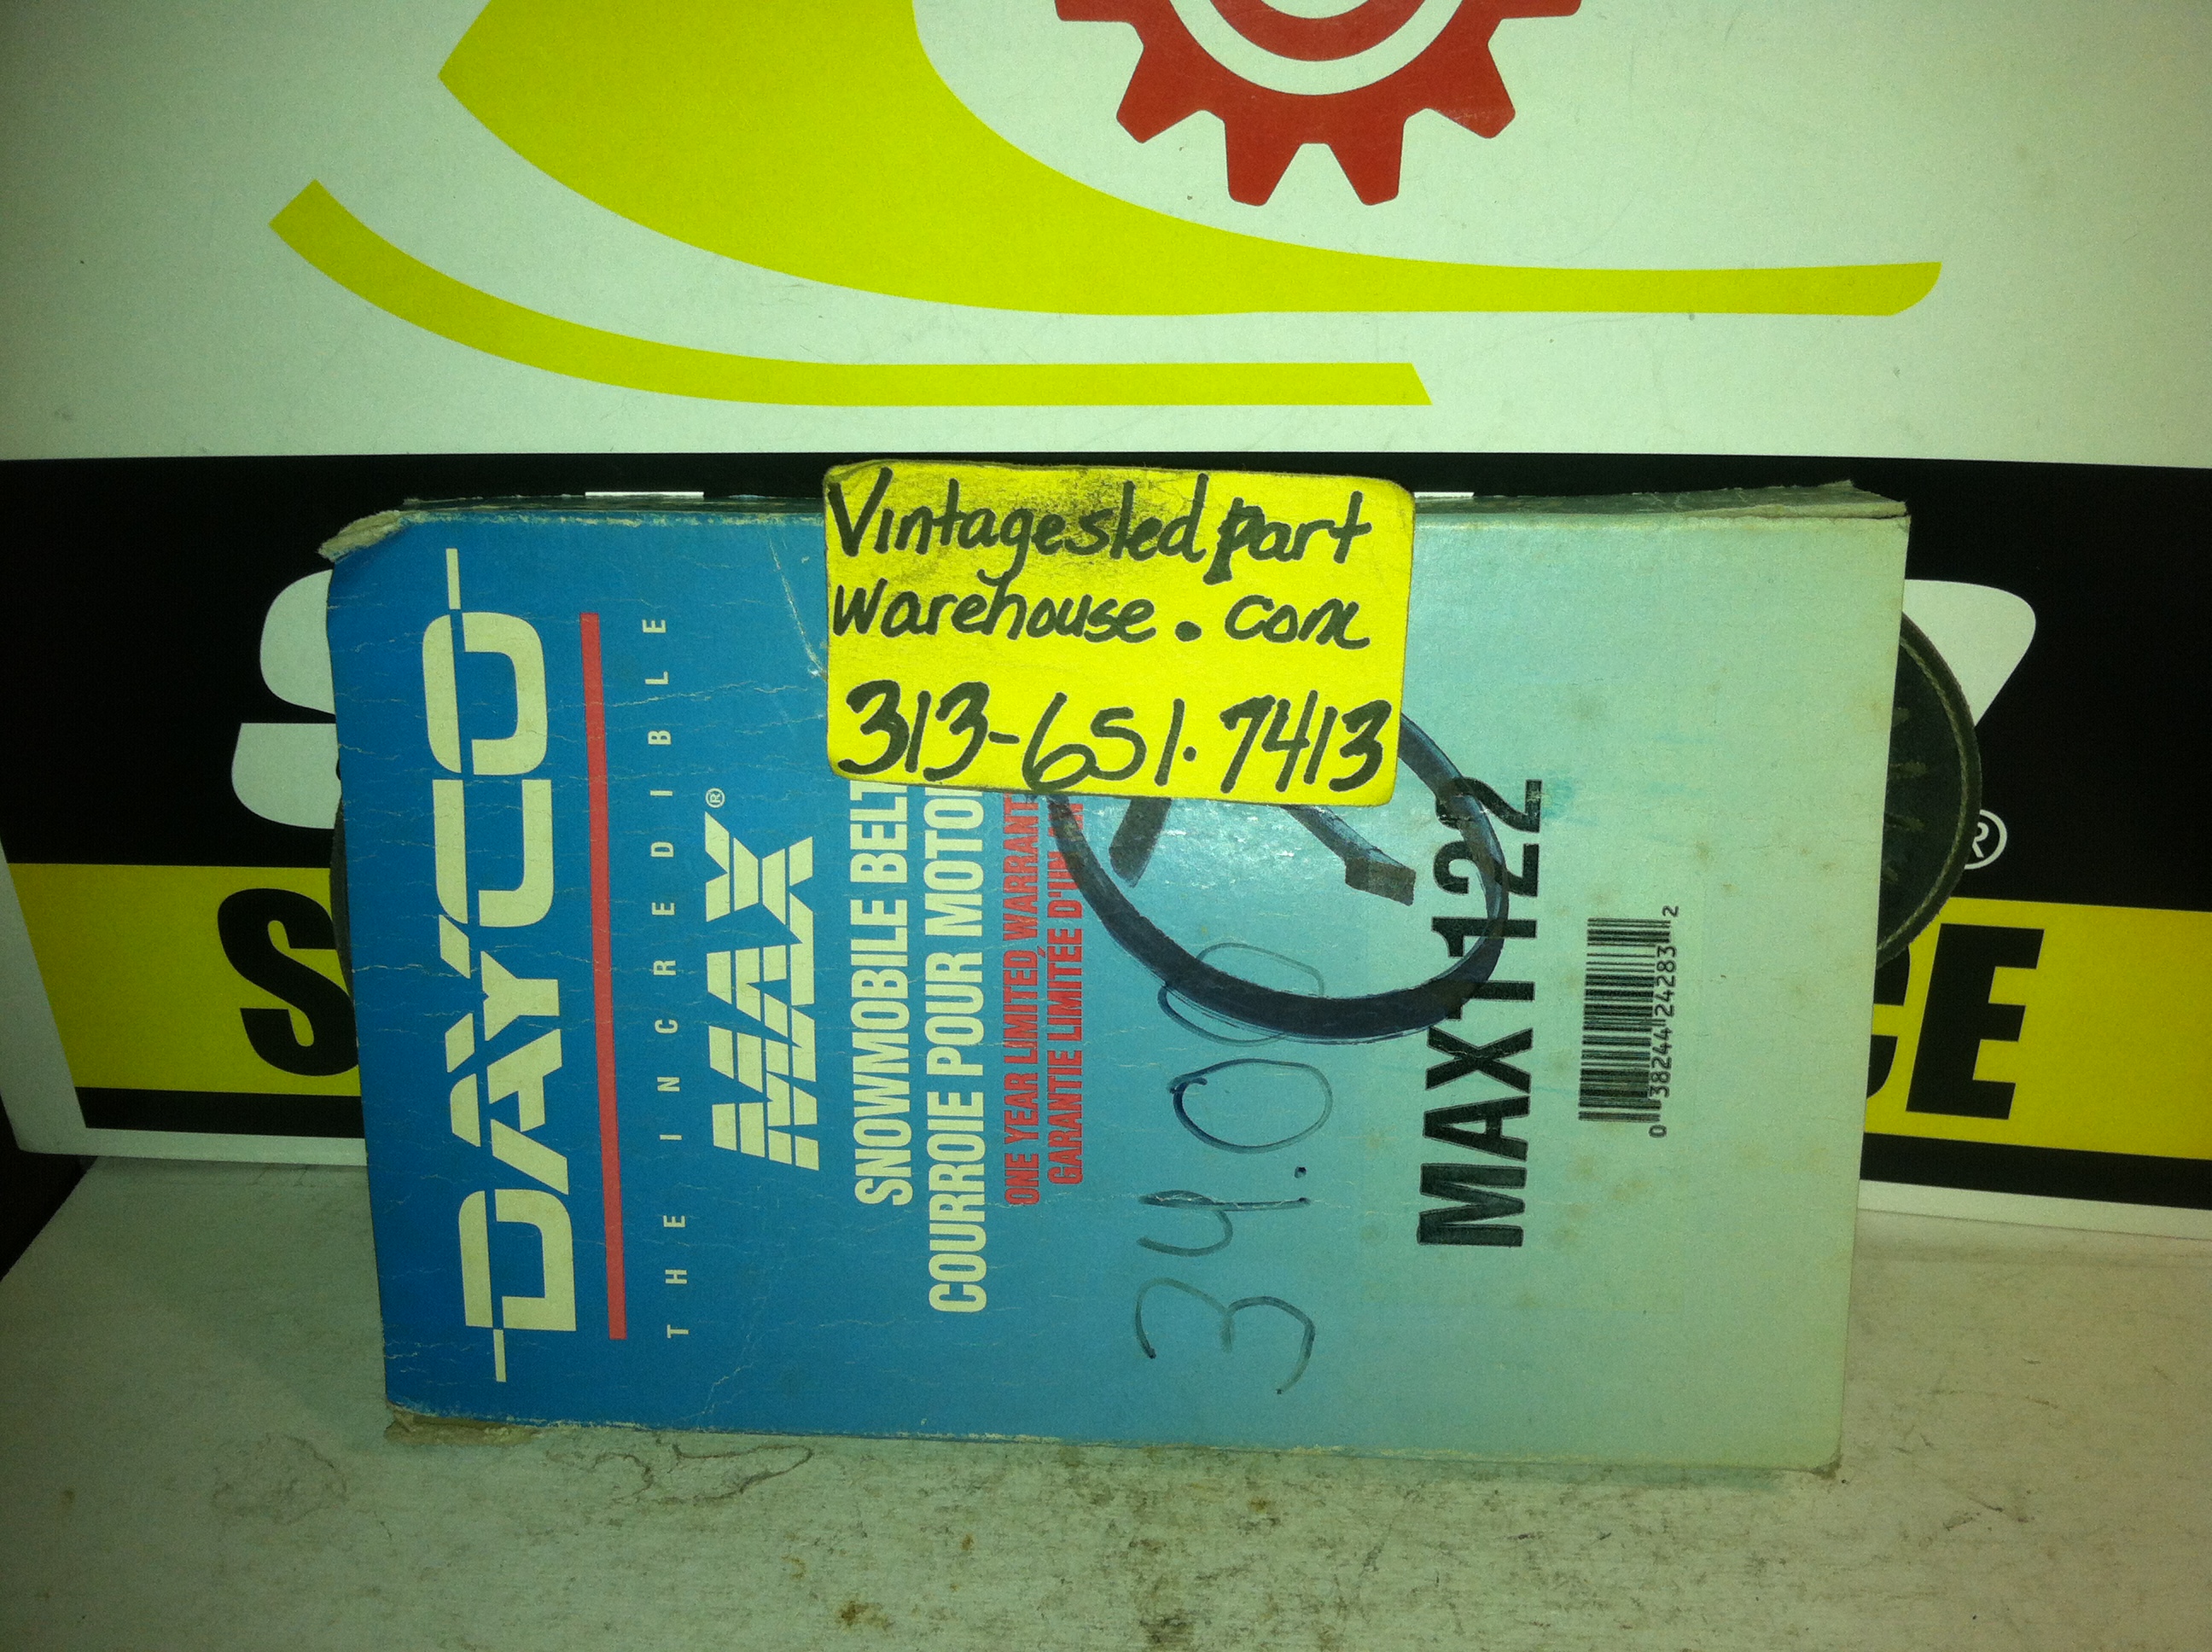 Vintagesled part
warehouse.com
313-651.7413
DAYCO
THE INCREDIBLE
MAX®
SNOWMOBILE BELT
COURROIE POUR MOTO
ONE YEAR LIMITED WARRANT
GARANTIE LIMITÉE D'UN
34.00
MAX1122
0 38244 24283 2
®